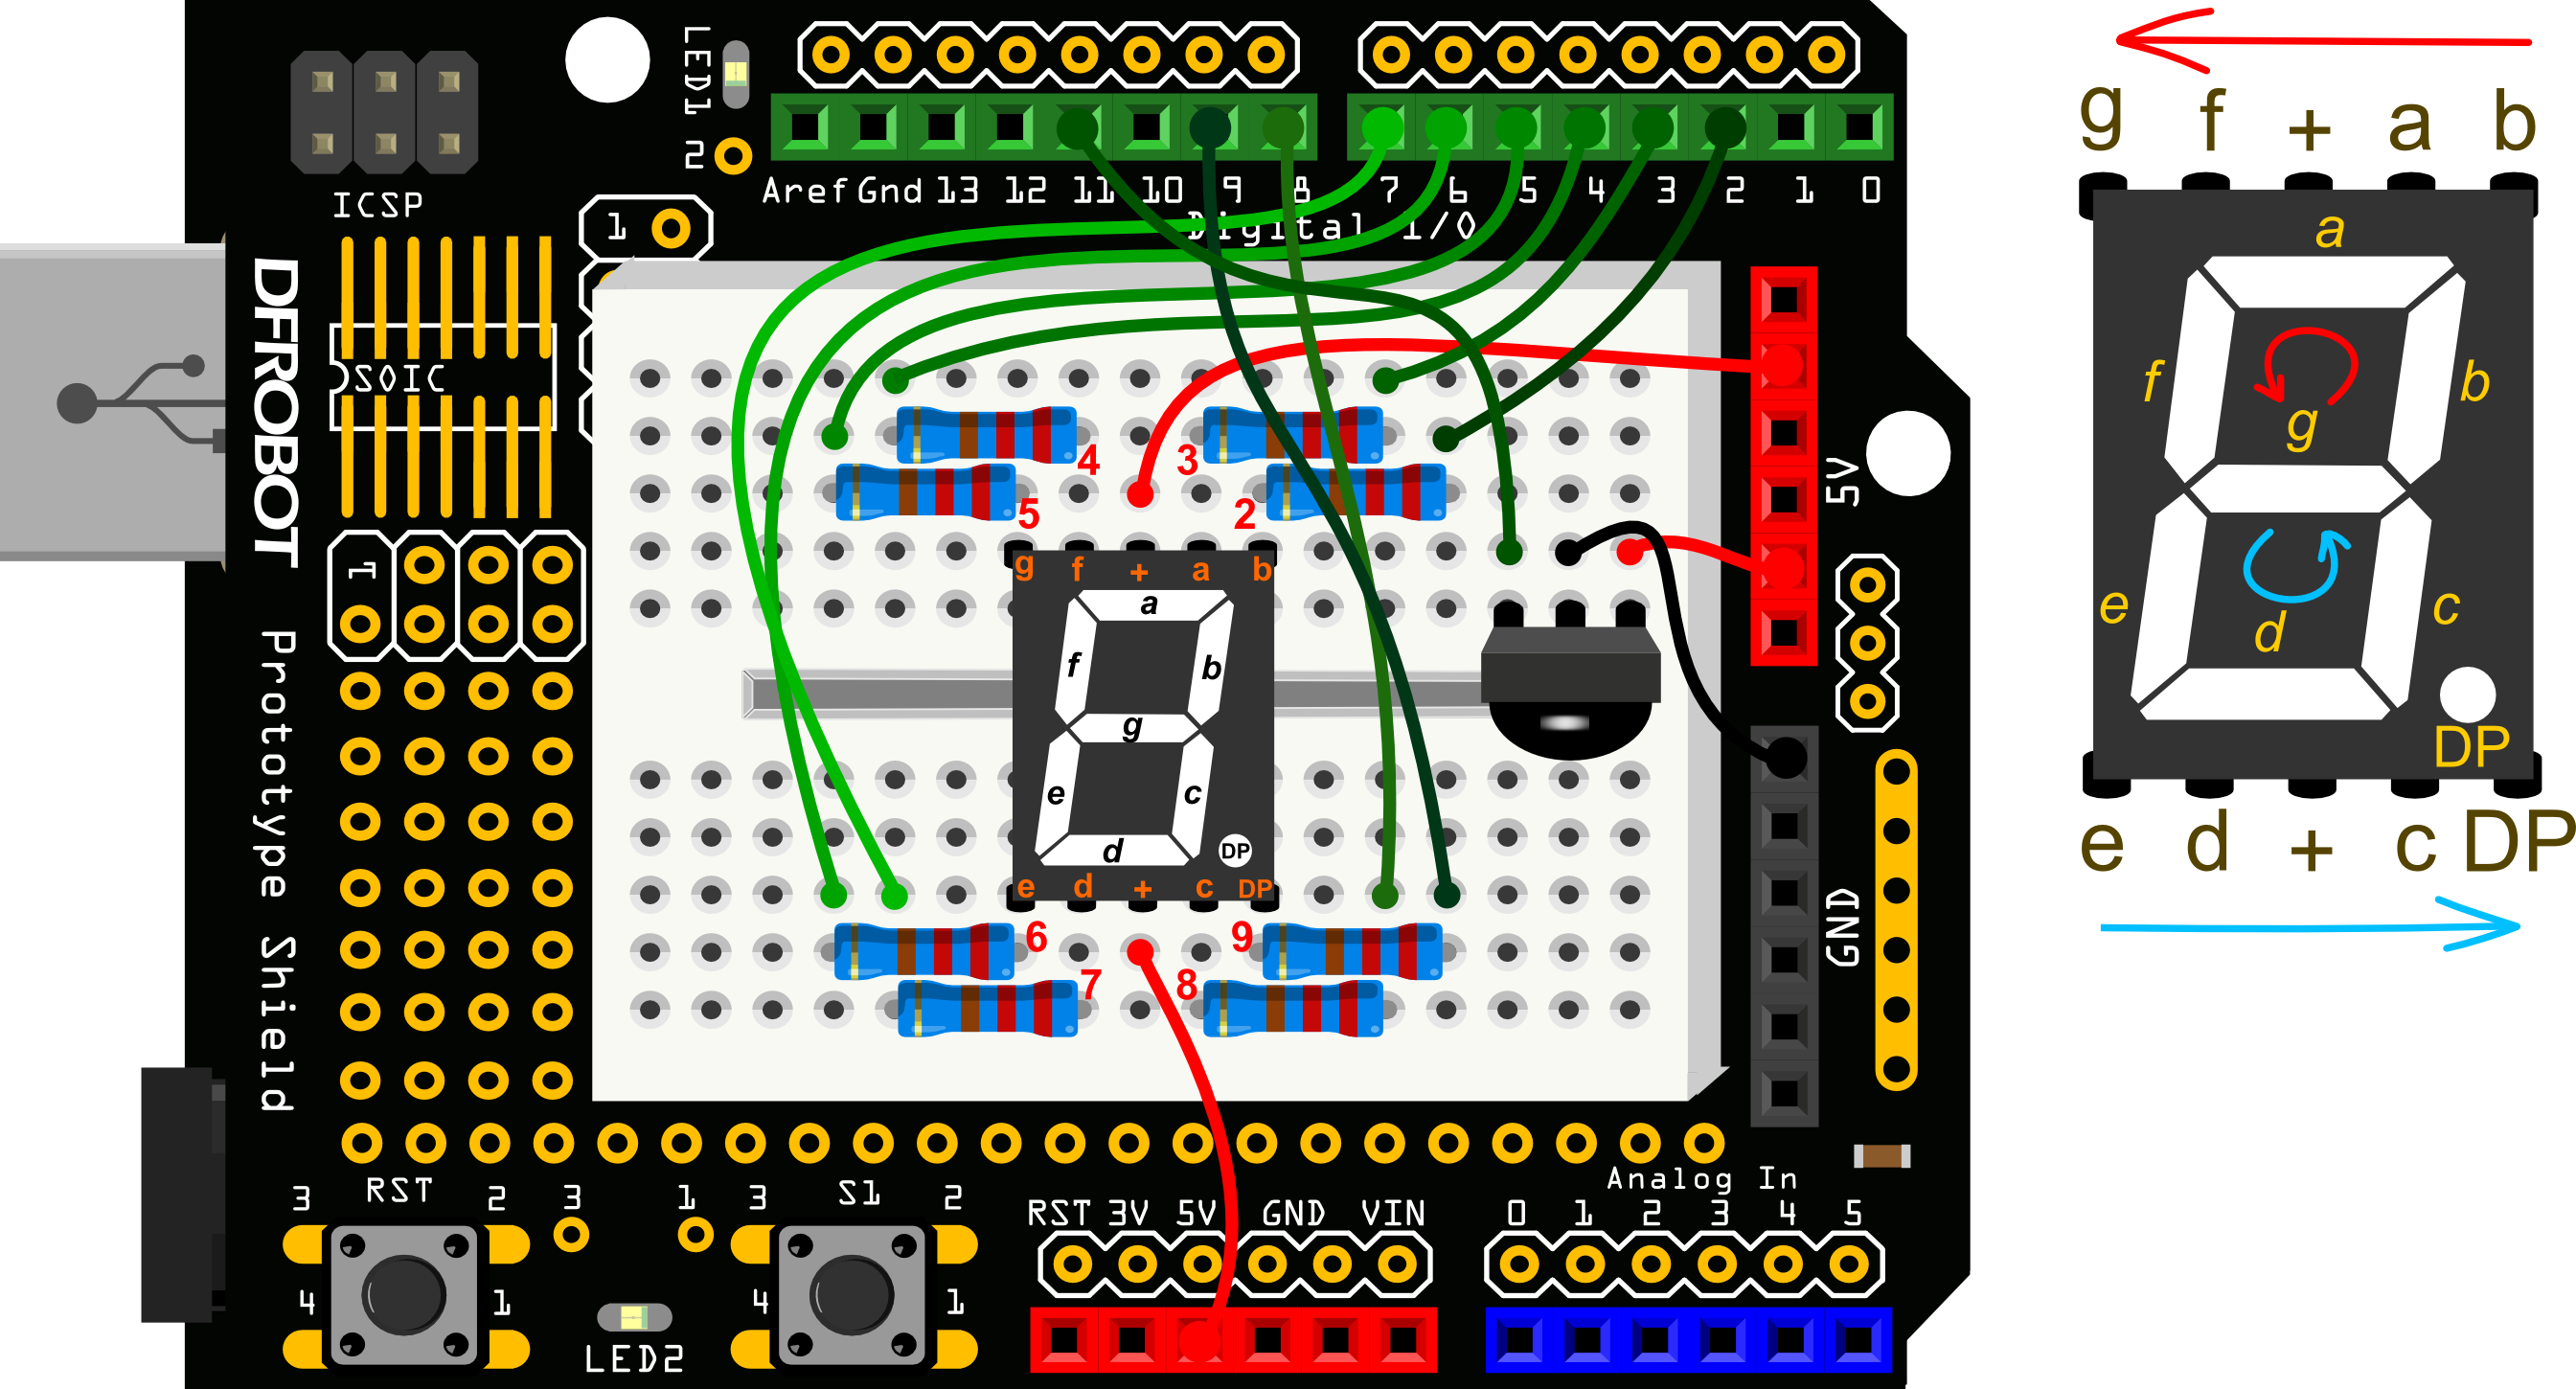 LED1
2
ICSP
1
Aref Gnd 13 12 11 10 9 8 7 6 5 4 3 2 1 0
Digital I/O
DFROBOT
Prototype Shield
SOIC
1
4
3
5
2
g f + a b
a
f
b
g
e
c
d
DP
e d + c DP
6
9
7
8
5V
GND
Analog In
RST 3V 5V GND VIN
0 1 2 3 4 5
3 RST 2
4 1
3 1
LED2
3 S1 2
4 1
g f + a b
a
f
b
g
e
c
d
DP
e d + c DP